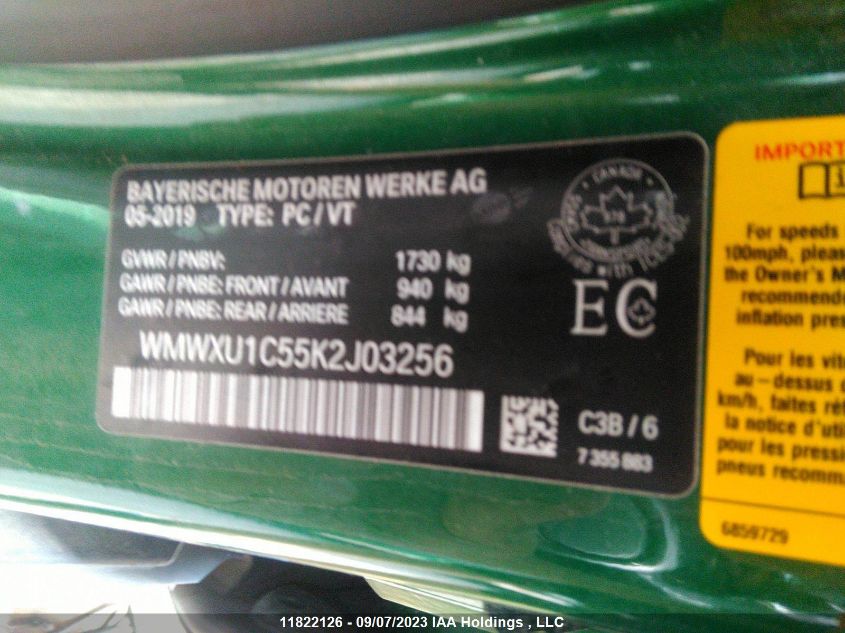 BAYERISCHE MOTOREN WERKE AG
05-2019 TYPE: PC / VT
GVWR / PNBV: 1730 kg
GAWR / PNBE: FRONT / AVANT 940 kg
GAWR / PNBE: REAR / ARRIERE 844 kg
WMWXU1C55K2J03256
CANADA
EC
C3B / 6
7 355 883
IMPORT
For speeds
100mph, pleas
the Owner's M
recommende
inflation pres
Pour les vit
au-dessus d
km/h, faites réf
la notice d'uti
pour les pressi
pneus recomm
6859729
11822126 - 09/07/2023 IAA Holdings , LLC